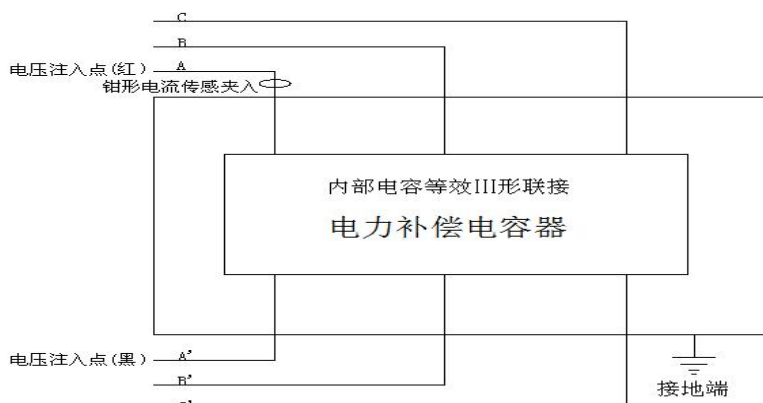 C
B
电压注入点(红) A
钳形电流传感夹入
内部电容等效III形联接
电力补偿电容器
电压注入点(黑) A'
B'
C'
接地端